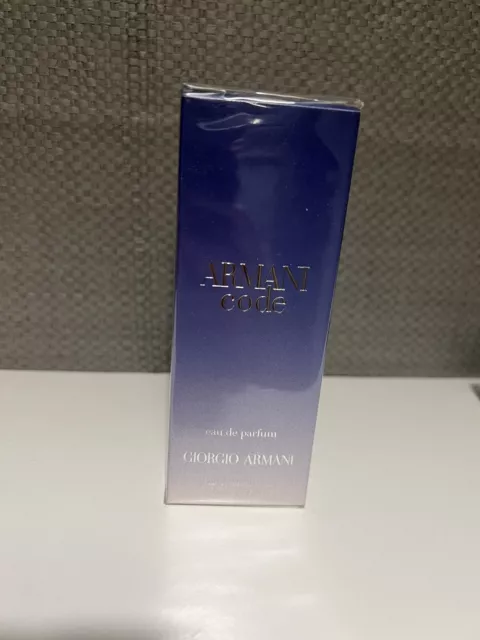 ARMANI
code
eau de parfum
GIORGIO ARMANI